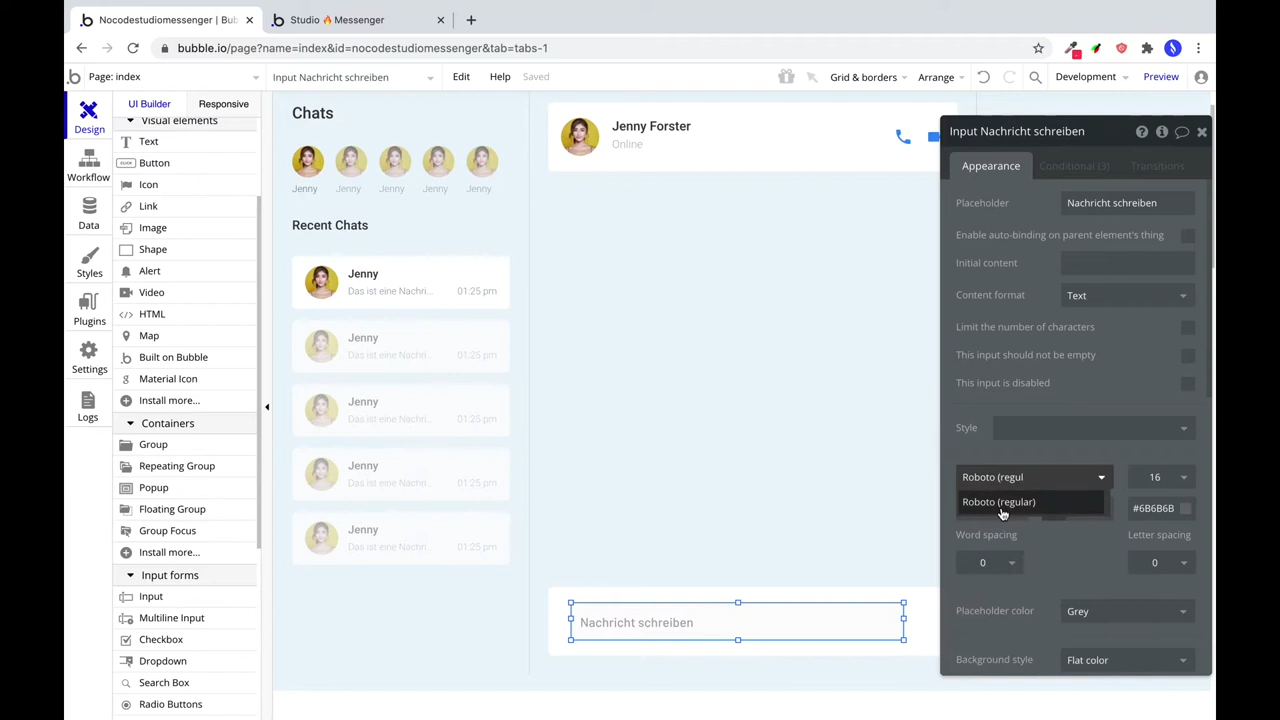 Nocodestudiomessenger | Bub
Studio 🔥 Messenger
bubble.io/page?name=index&id=nocodestudiomessenger&tab=tabs-1
Page: index
Input Nachricht schreiben
Edit
Help
Saved
Grid & borders
Arrange
Development
Preview
Design
Workflow
Data
Styles
Plugins
Settings
Logs
UI Builder
Responsive
Visual elements
Text
CLICK
Button
Icon
Link
Image
Shape
Alert
Video
HTML
Map
Built on Bubble
Material Icon
Install more...
Containers
Group
Repeating Group
Popup
Floating Group
Group Focus
Install more...
Input forms
Input
Multiline Input
Checkbox
Dropdown
Search Box
Radio Buttons
Chats
Jenny
Jenny
Jenny
Jenny
Jenny
Recent Chats
Jenny
Das ist eine Nachri...
01:25 pm
Jenny
Das ist eine Nachri...
01:25 pm
Jenny
Das ist eine Nachri...
01:25 pm
Jenny
Das ist eine Nachri...
01:25 pm
Jenny
Das ist eine Nachri...
01:25 pm
Jenny Forster
Online
Nachricht schreiben
Input Nachricht schreiben
Appearance
Conditional (3)
Transitions
Placeholder
Nachricht schreiben
Enable auto-binding on parent element's thing
Initial content
Content format
Text
Limit the number of characters
This input should not be empty
This input is disabled
Style
Roboto (regul
16
Roboto (regular)
#6B6B6B
Word spacing
Letter spacing
0
0
Placeholder color
Grey
Background style
Flat color